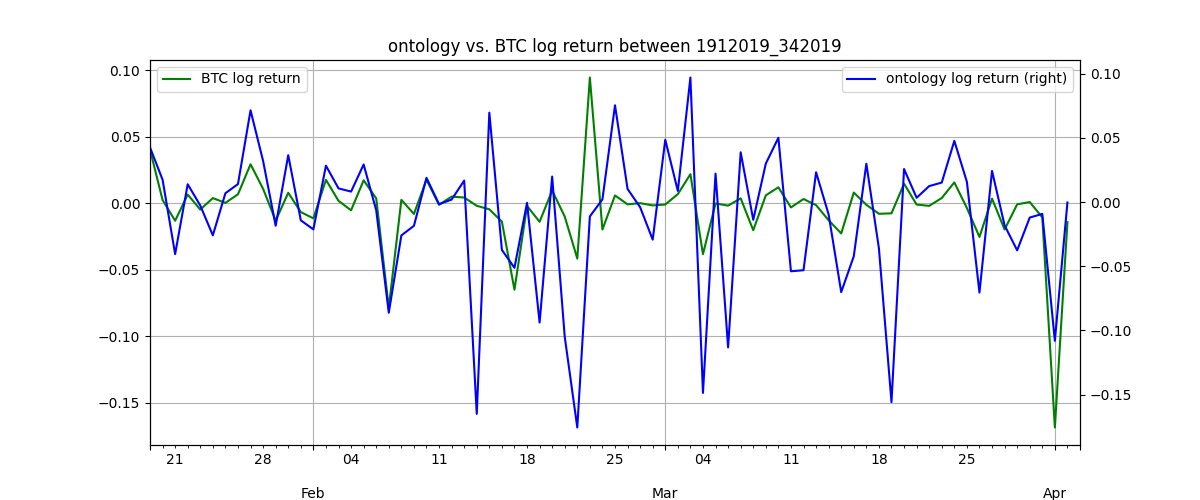 ontology vs. BTC log return between 1912019_342019
BTC log return
ontology log return (right)
0.10
0.05
0.00
−0.05
−0.10
−0.15
0.10
0.05
0.00
−0.05
−0.10
−0.15
21 28 04 11 18 25 04 11 18 25
Feb Mar Apr